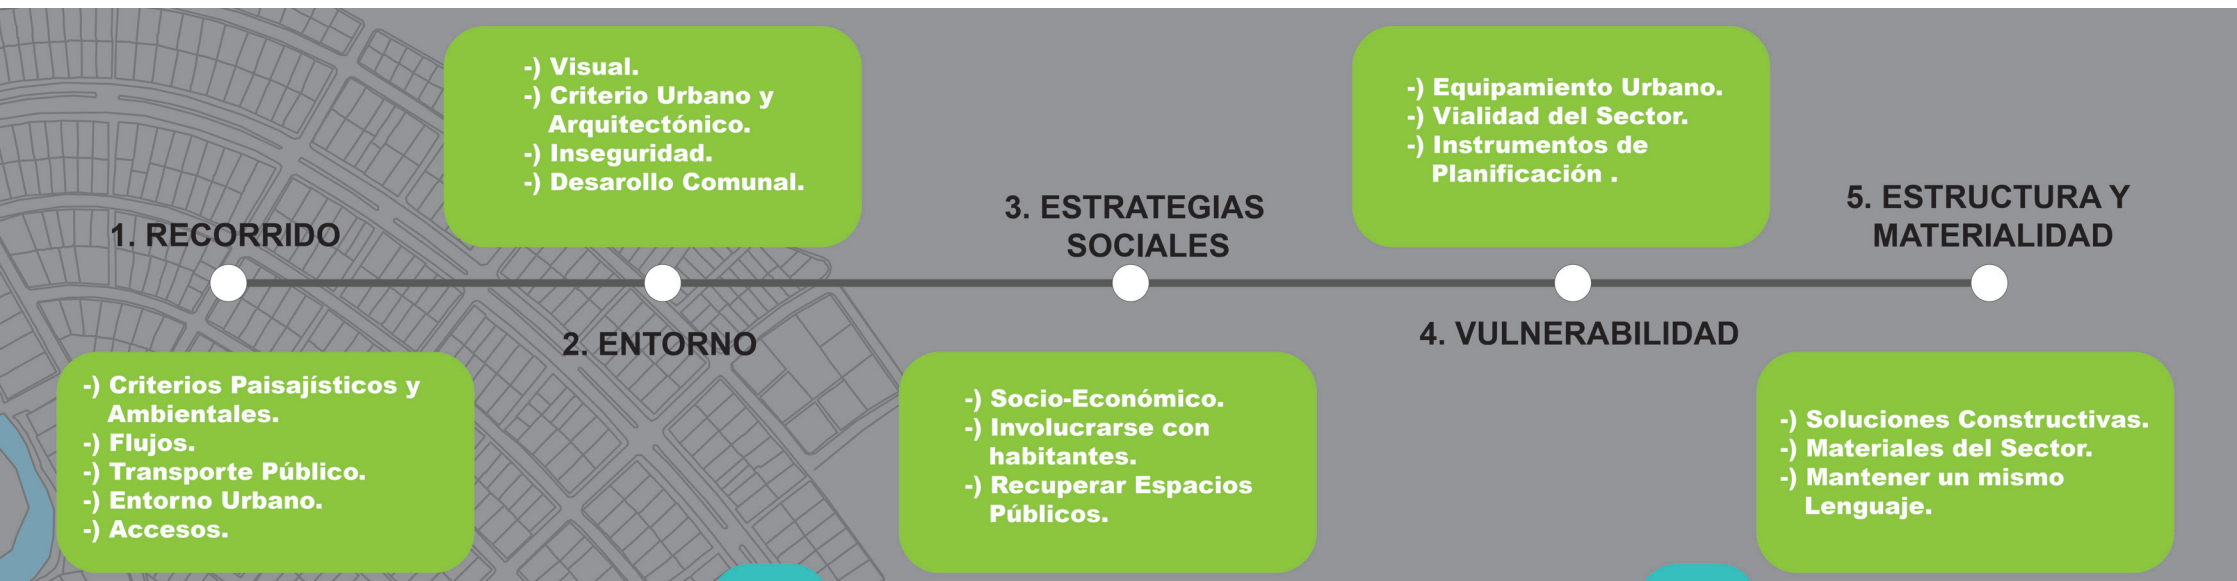 1. RECORRIDO
-) Criterios Paisajísticos y
Ambientales.
-) Flujos.
-) Transporte Público.
-) Entorno Urbano.
-) Accesos.
-) Visual.
-) Criterio Urbano y
Arquitectónico.
-) Inseguridad.
-) Desarollo Comunal.
2. ENTORNO
3. ESTRATEGIAS
SOCIALES
-) Socio-Económico.
-) Involucrarse con
habitantes.
-) Recuperar Espacios
Públicos.
-) Equipamiento Urbano.
-) Vialidad del Sector.
-) Instrumentos de
Planificación .
4. VULNERABILIDAD
5. ESTRUCTURA Y
MATERIALIDAD
-) Soluciones Constructivas.
-) Materiales del Sector.
-) Mantener un mismo
Lenguaje.